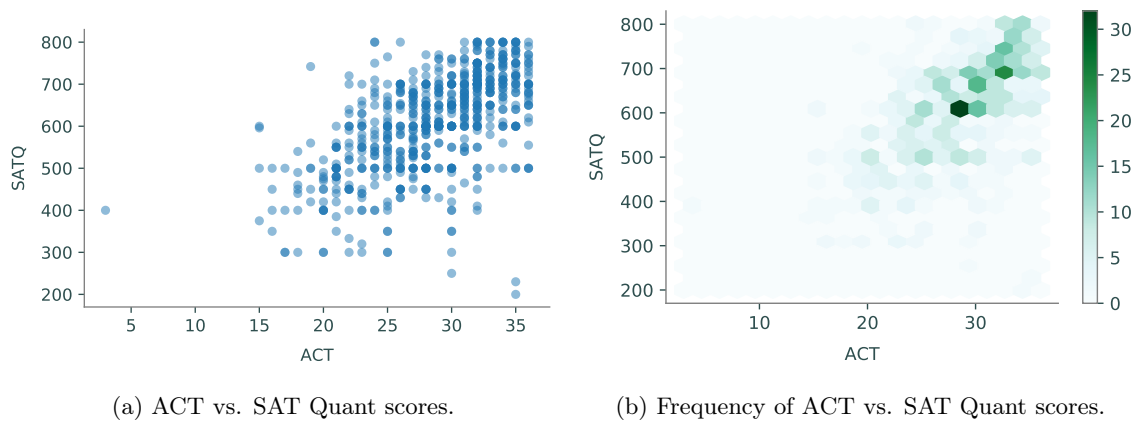 800
700
600
500
400
300
200
SATQ
5 10 15 20 25 30 35
ACT
(a) ACT vs. SAT Quant scores.
800
700
600
500
400
300
200
SATQ
10 20 30
ACT
30
25
20
15
10
5
0
(b) Frequency of ACT vs. SAT Quant scores.